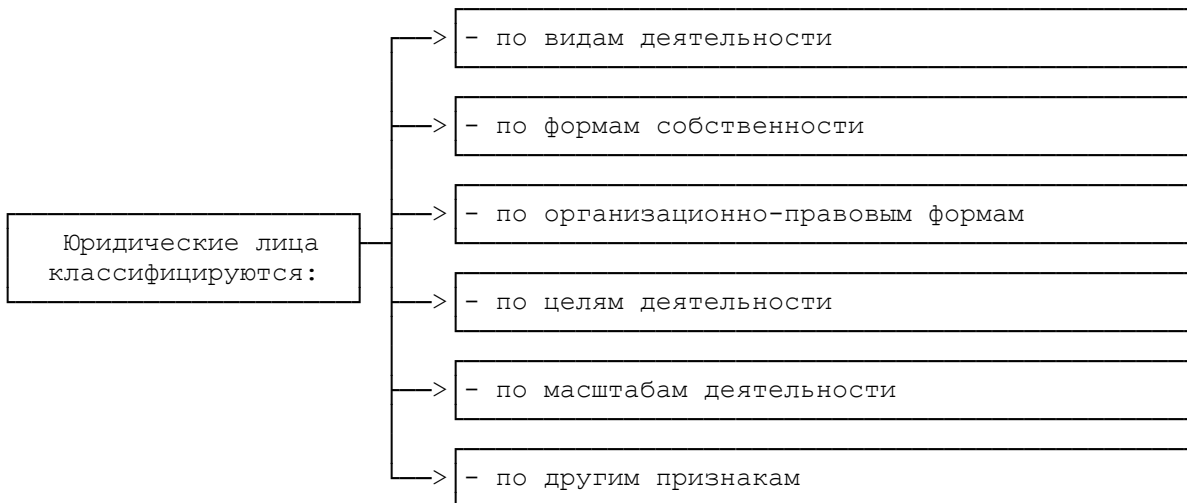 - по видам деятельности
- по формам собственности
- по организационно-правовым формам
Юридические лица
классифицируются:
- по целям деятельности
- по масштабам деятельности
- по другим признакам